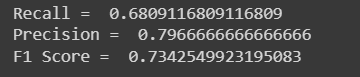 Recall =  0.6809116809116809
Precision =  0.7966666666666666
F1 Score =  0.7342549923195083